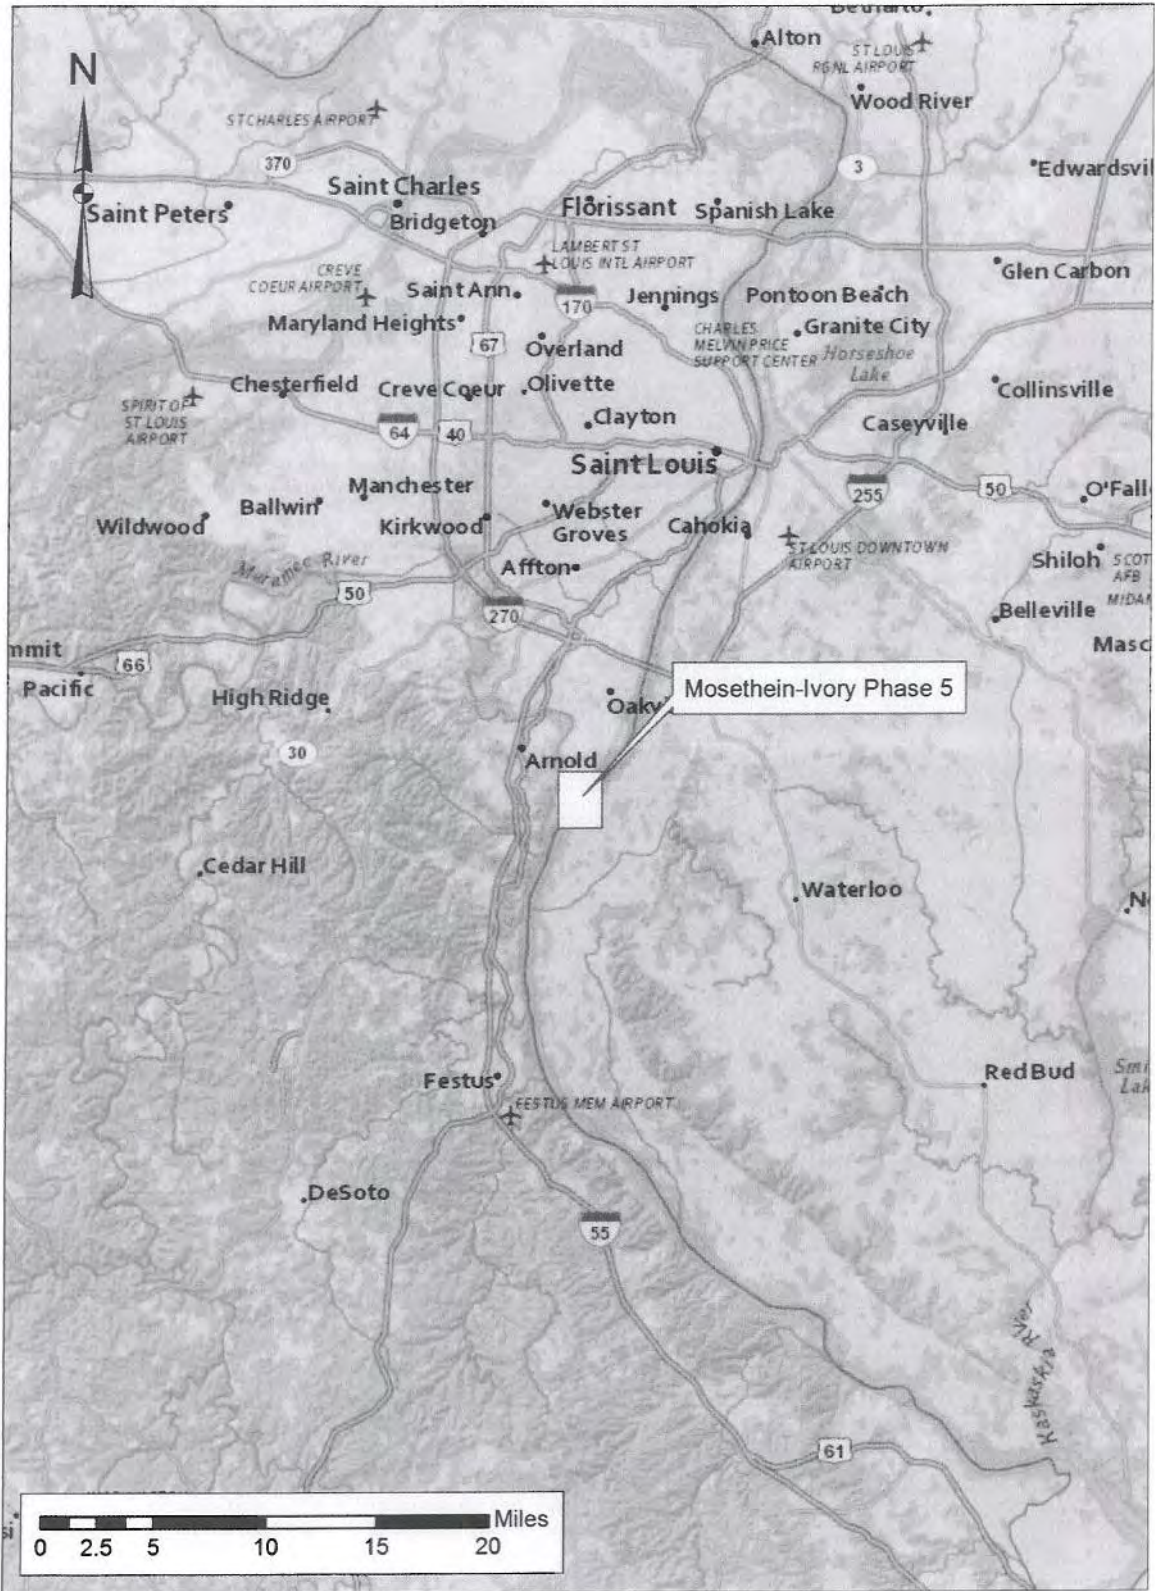 Alton
ST LOUIS
RGNL AIRPORT
N
Wood River
ST CHARLES AIRPORT
370
3
Edwardsvil
Saint Charles
Saint Peters
Florissant
Spanish Lake
Bridgeton
LAMBERT ST
LOUIS INTL AIRPORT
CREVE
COEUR AIRPORT
Glen Carbon
Saint Ann
170
Jennings
Pontoon Beach
Maryland Heights
67
Overland
CHARLES
MELVIN PRICE
SUPPORT CENTER
Granite City
Horseshoe
Lake
Chesterfield
Creve Coeur
Olivette
Collinsville
SPIRIT OF
ST LOUIS
AIRPORT
64
40
Clayton
Caseyville
Saint Louis
255
50
O'Fall
Manchester
Ballwin
Wildwood
Kirkwood
Webster
Groves
Cahokia
ST LOUIS DOWNTOWN
AIRPORT
Meramec River
Affton
Shiloh
SCOT
AFB
MIDA
50
270
Belleville
mmit
66
Masc
Pacific
High Ridge
Oakv
Mosethein-Ivory Phase 5
30
Arnold
Cedar Hill
Waterloo
N
Festus
Red Bud
Smi
Lak
FESTUS MEM AIRPORT
DeSoto
55
Kaskaskia River
61
Miles
0 2.5 5 10 15 20